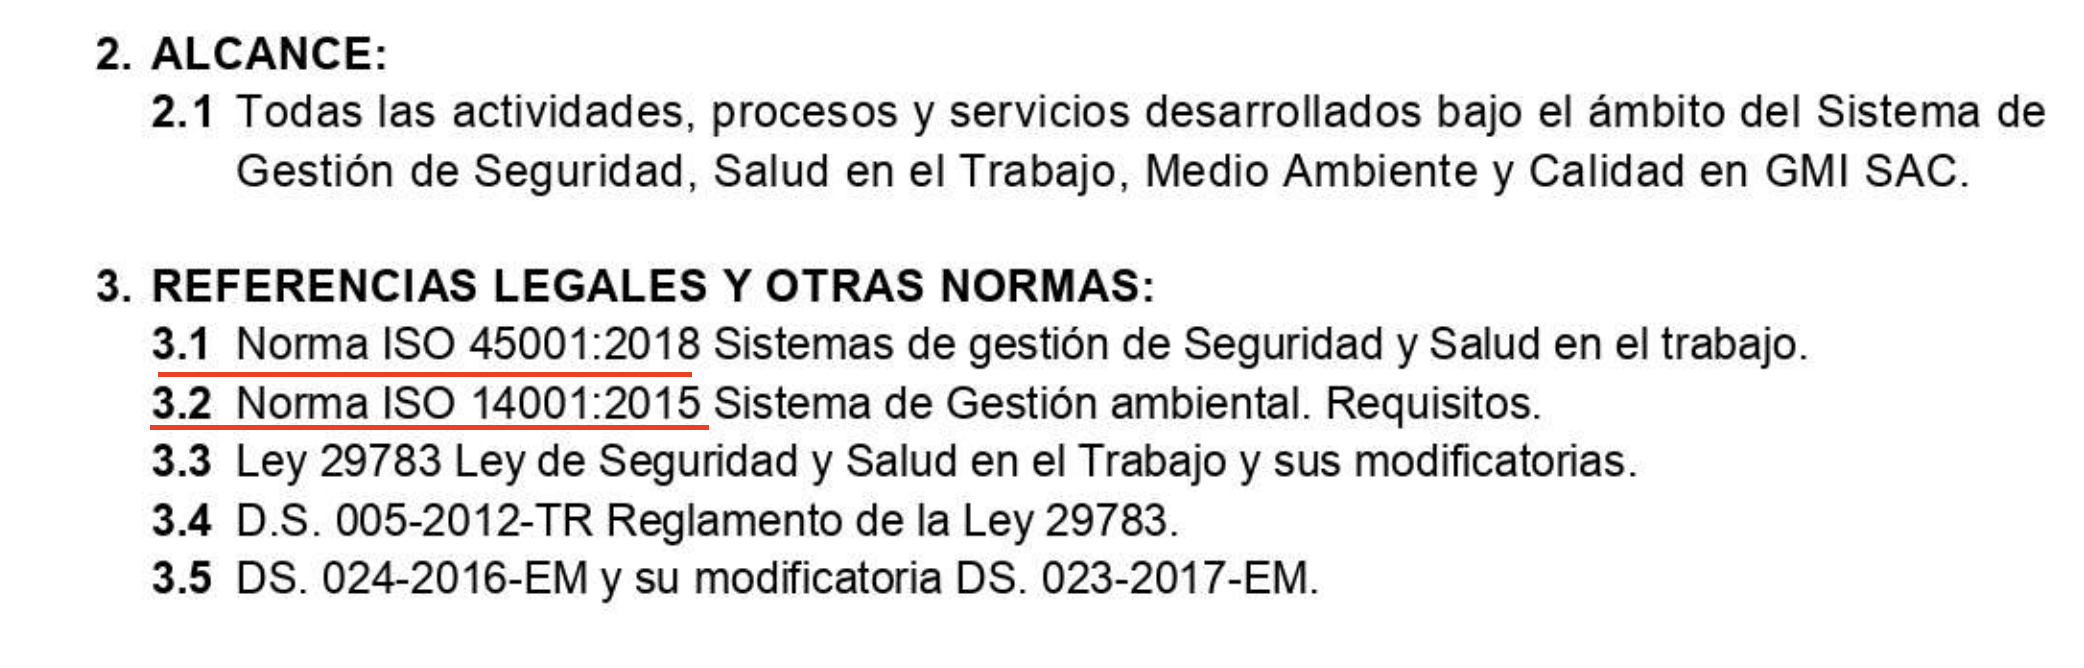 2. ALCANCE:
2.1 Todas las actividades, procesos y servicios desarrollados bajo el ámbito del Sistema de
Gestión de Seguridad, Salud en el Trabajo, Medio Ambiente y Calidad en GMI SAC.
3. REFERENCIAS LEGALES Y OTRAS NORMAS:
3.1 Norma ISO 45001:2018 Sistemas de gestión de Seguridad y Salud en el trabajo.
3.2 Norma ISO 14001:2015 Sistema de Gestión ambiental. Requisitos.
3.3 Ley 29783 Ley de Seguridad y Salud en el Trabajo y sus modificatorias.
3.4 D.S. 005-2012-TR Reglamento de la Ley 29783.
3.5 DS. 024-2016-EM y su modificatoria DS. 023-2017-EM.